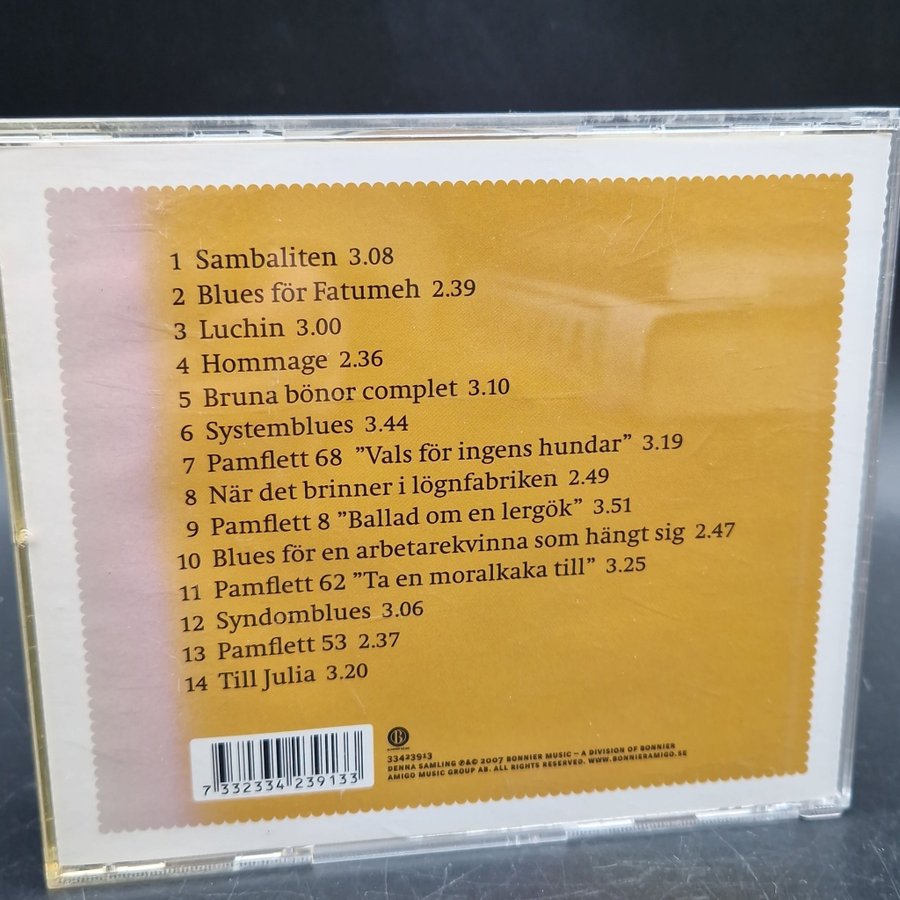 1 Sambaliten 3.08
2 Blues för Fatumeh 2.39
3 Luchin 3.00
4 Hommage 2.36
5 Bruna bönor complet 3.10
6 Systemblues 3.44
7 Pamflett 68 ”Vals för ingens hundar” 3.19
8 När det brinner i lögnfabriken 2.49
9 Pamflett 8 ”Ballad om en lergök” 3.51
10 Blues för en arbetarekvinna som hängt sig 2.47
11 Pamflett 62 ”Ta en moralkaka till” 3.25
12 Syndomblues 3.06
13 Pamflett 53 2.37
14 Till Julia 3.20
7 332334 239133
B
33423913
DENNA SAMLING ℗&© 2007 BONNIER MUSIC – A DIVISION OF BONNIER
AMIGO MUSIC GROUP AB. ALL RIGHTS RESERVED. WWW.BONNIERAMIGO.SE